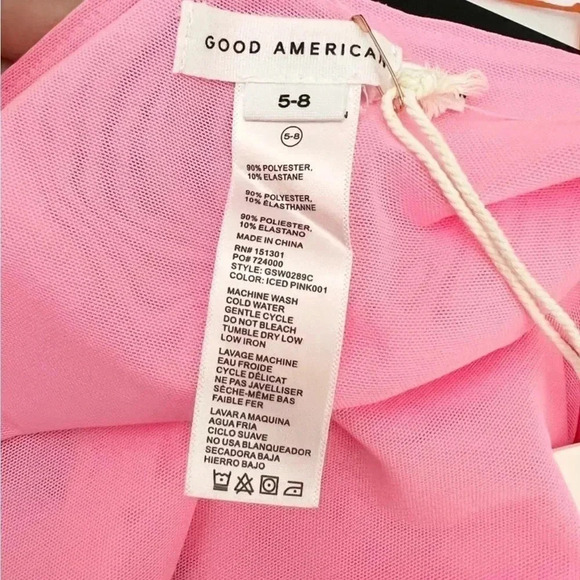 GOOD AMERICAN
5-8
5-8
90% POLYESTER,
10% ELASTANE
90% POLYESTER,
10% ÉLASTHANNE
90% POLIESTER,
10% ELASTANO
MADE IN CHINA
RN# 151301
PO# 724000
STYLE: GSW0289C
COLOR: ICED PINK001
MACHINE WASH
COLD WATER
GENTLE CYCLE
DO NOT BLEACH
TUMBLE DRY LOW
LOW IRON
LAVAGE MACHINE
EAU FROIDE
CYCLE DÉLICAT
NE PAS JAVELLISER
SÈCHE-MÊME BAS
FAIBLE FER
LAVAR A MAQUINA
AGUA FRIA
CICLO SUAVE
NO USA BLANQUEADOR
SECADORA BAJA
HIERRO BAJO